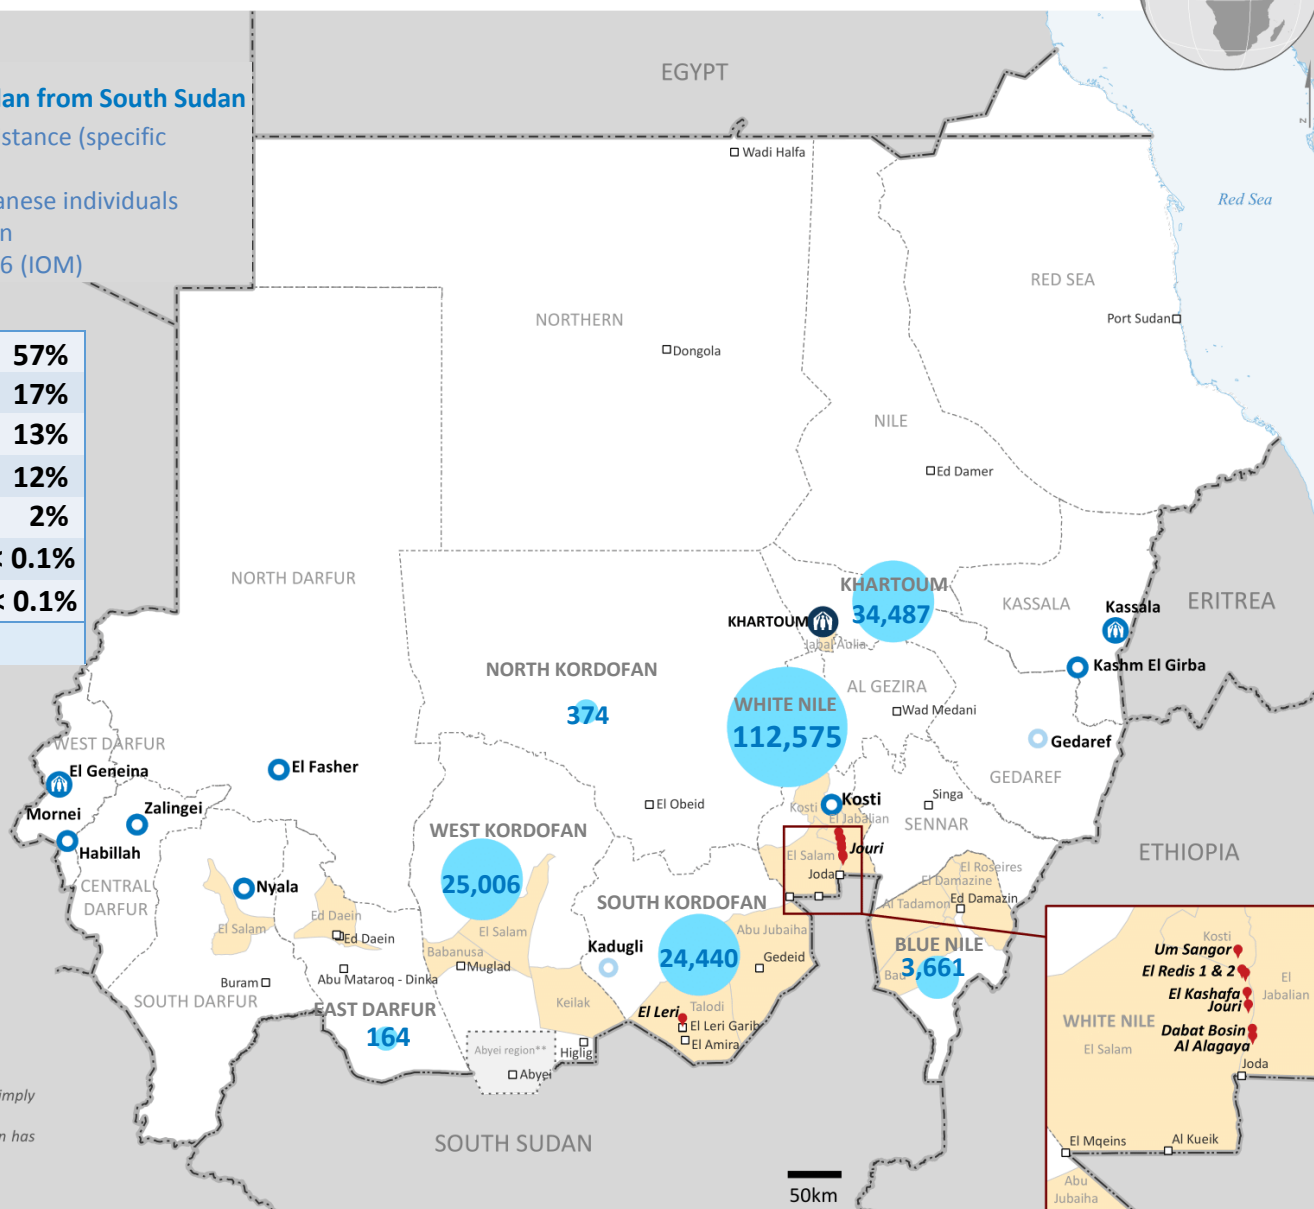 EGYPT
lan from South Sudan
stance (specific
anese individuals
n
6 (IOM)
57%
17%
13%
12%
2%
< 0.1%
< 0.1%
Wadi Halfa
Red Sea
RED SEA
Port Sudan
NORTHERN
Dongola
NILE
Ed Damer
NORTH DARFUR
KHARTOUM
34,487
KHARTOUM
Jabal Aulia
KASSALA
Kassala
ERITREA
Kashm El Girba
NORTH KORDOFAN
374
WHITE NILE
112,575
AL GEZIRA
Wad Medani
Gedaref
GEDAREF
WEST DARFUR
El Geneina
El Fasher
Mornei
Zalingei
Habillah
El Obeid
Kosti
Kosti
El Jabalian
Singa
SENNAR
ETHIOPIA
WEST KORDOFAN
25,006
El Salam
Jouri
Joda
CENTRAL
DARFUR
Nyala
El Salam
Ed Daein
Ed Daein
El Salam
Babanusa
Muglad
SOUTH KORDOFAN
24,440
Abu Jubaiha
Gedeid
Kadugli
El Roseires
El Damazine
Al Tadamon
Ed Damazin
BLUE NILE
3,661
Bau
SOUTH DARFUR
Buram
Abu Mataroq - Dinka
EAST DARFUR
164
Keilak
El Leri
Talodi
El Leri Garib
El Amira
Abyei region**
Higlig
Abyei
SOUTH SUDAN
50km
Kosti
Um Sangor
El Redis 1 & 2
El Kashafa
Jouri
El
Jabalian
WHITE NILE
El Salam
Dabat Bosin
Al Alagaya
Joda
El Mqeins
Al Kueik
Abu
Jubaiha
imply
n has
z